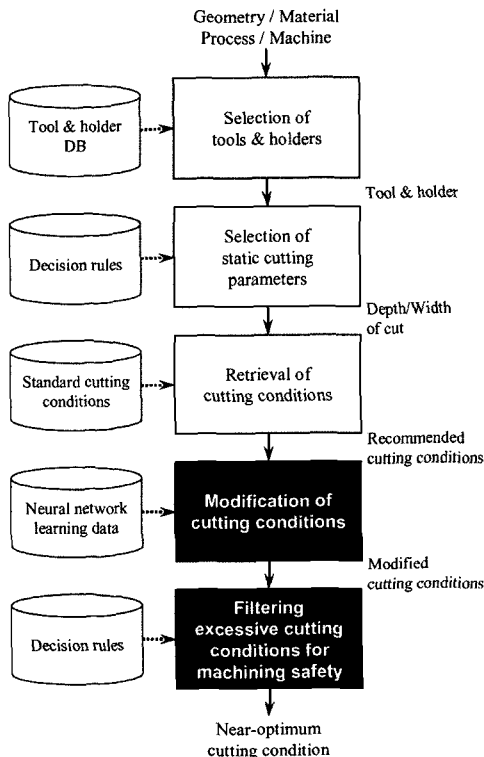 Geometry / Material
Process / Machine
Tool & holder
DB
Selection of
tools & holders
Tool & holder
Decision rules
Selection of
static cutting
parameters
Depth/Width
of cut
Standard cutting
conditions
Retrieval of
cutting conditions
Recommended
cutting conditions
Neural network
learning data
Modification of
cutting conditions
Modified
cutting conditions
Decision rules
Filtering
excessive cutting
conditions for
machining safety
Near-optimum
cutting condition